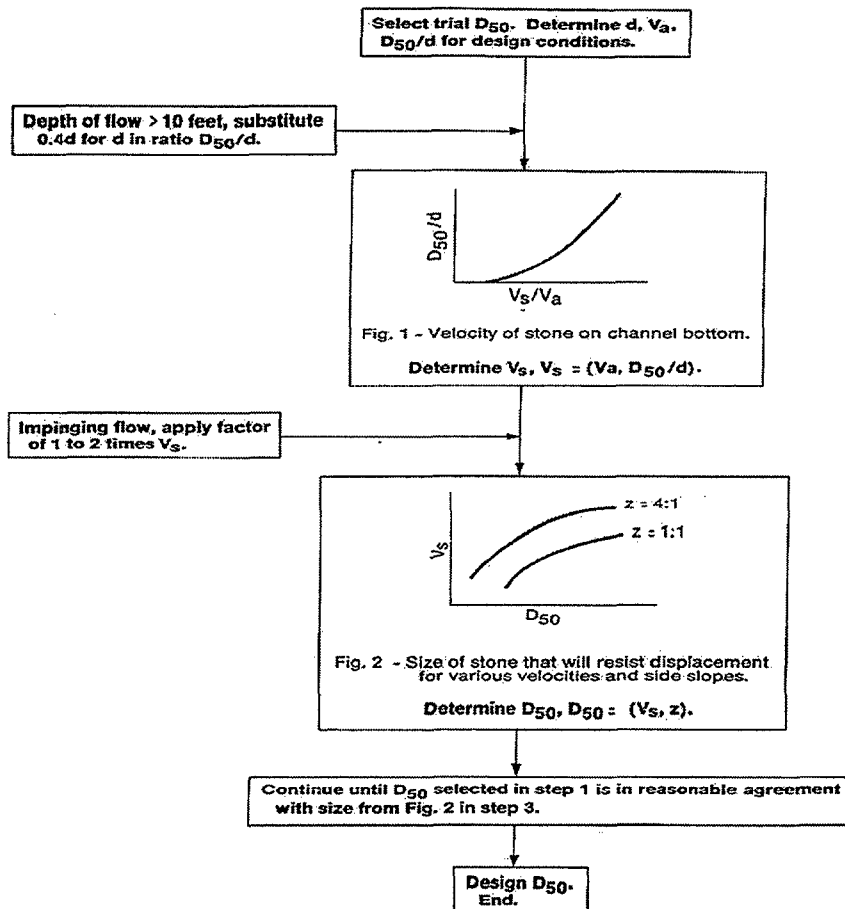 Select trial D50. Determine d, Va,
D50/d for design conditions.
Depth of flow > 10 feet, substitute
0.4d for d in ratio D50/d.
D50/d
Vs/Va
Fig. 1 - Velocity of stone on channel bottom.
Determine Vs, Vs = (Va, D50/d).
Impinging flow, apply factor
of 1 to 2 times Vs.
z = 4:1
z = 1:1
Vs
D50
Fig. 2 - Size of stone that will resist displacement
for various velocities and side slopes.
Determine D50, D50 = (Vs, z).
Continue until D50 selected in step 1 is in reasonable agreement
with size from Fig. 2 in step 3.
Design D50.
End.